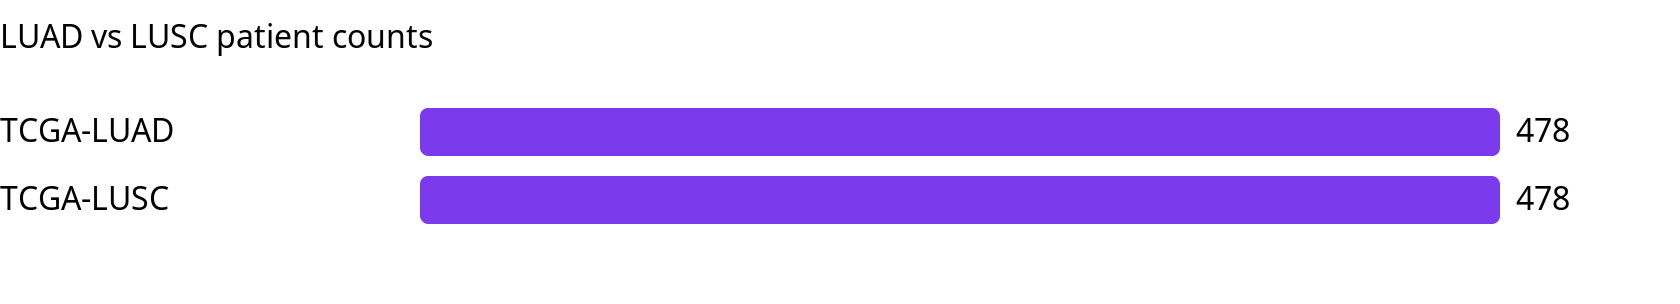 LUAD vs LUSC patient counts
TCGA-LUAD 478
TCGA-LUSC 478